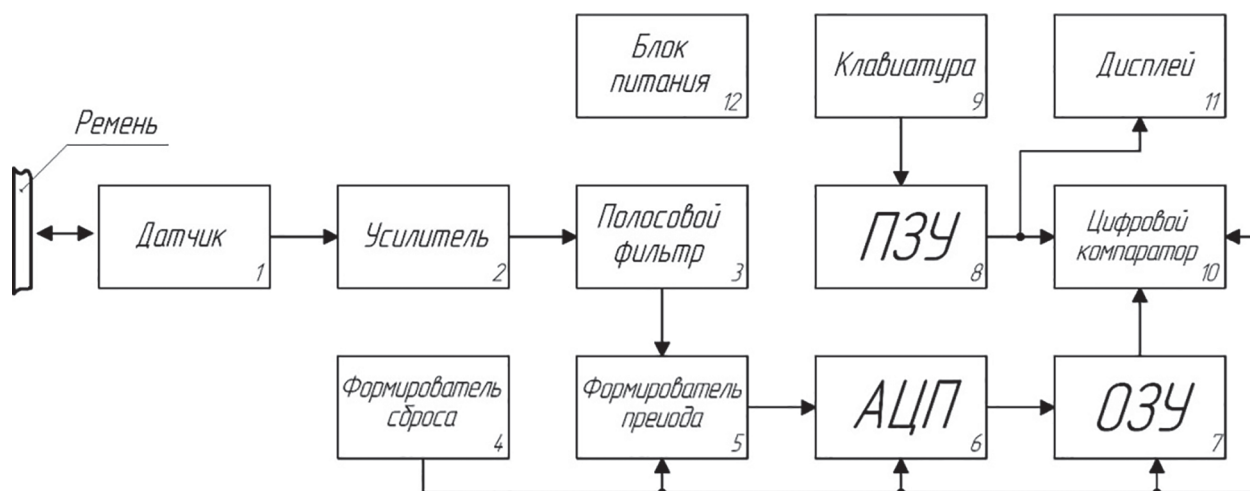 Блок
питания
12
Клавиатура
9
Дисплей
11
Ремень
Датчик
1
Усилитель
2
Полосовой
фильтр
3
ПЗУ
8
Цифровой
компаратор
10
Формирователь
сброса
4
Формирователь
преиода
5
АЦП
6
ОЗУ
7